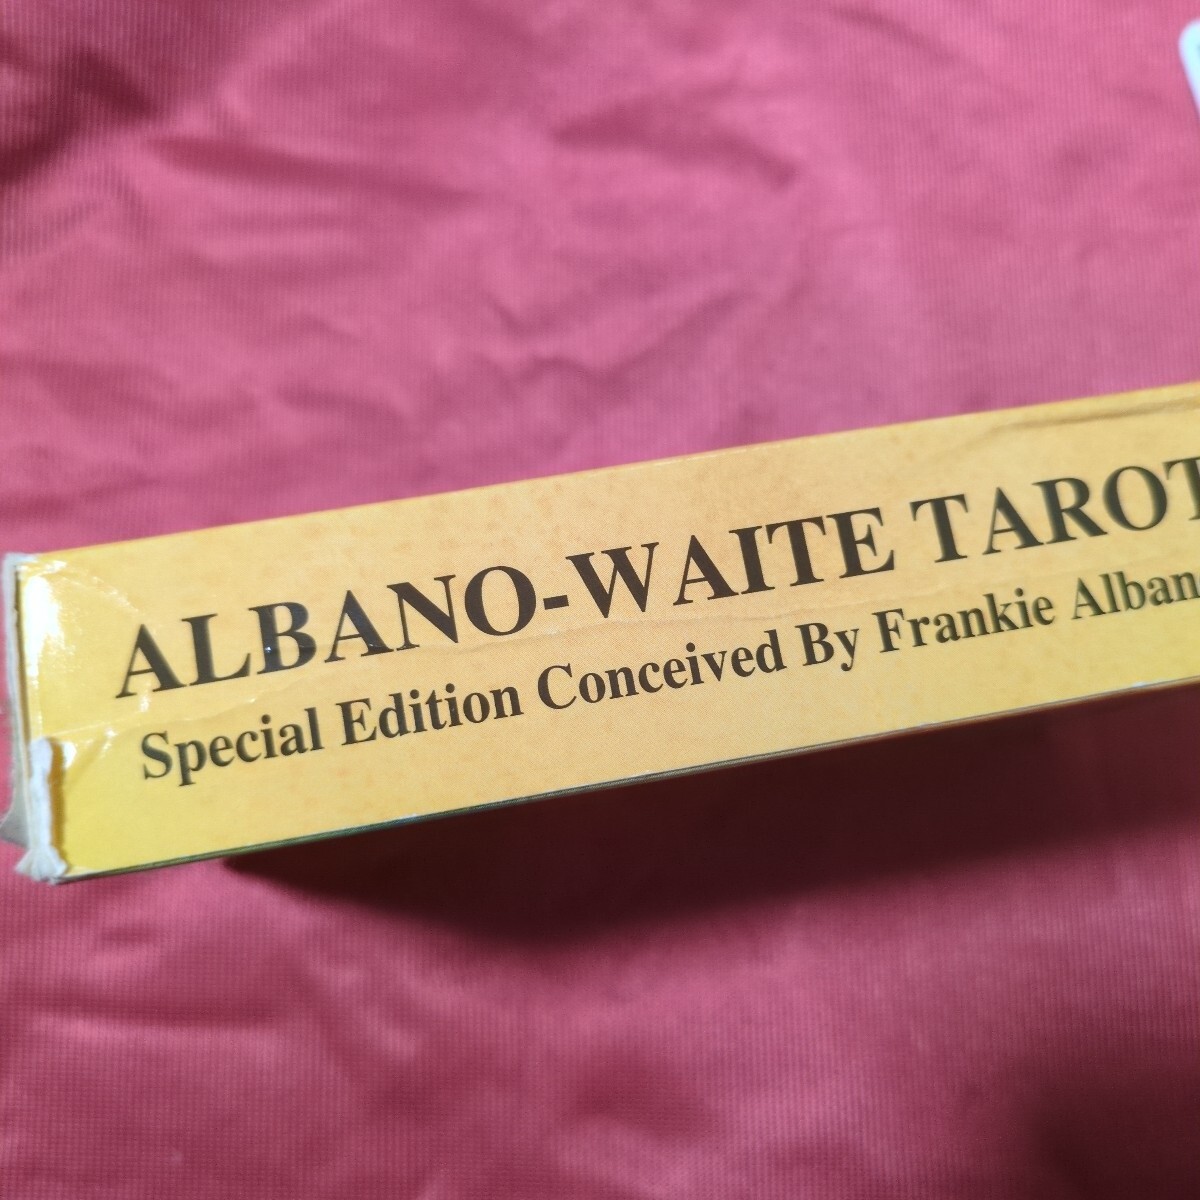 ALBANO-WAITE TAROT
Special Edition Conceived By Frankie Alban